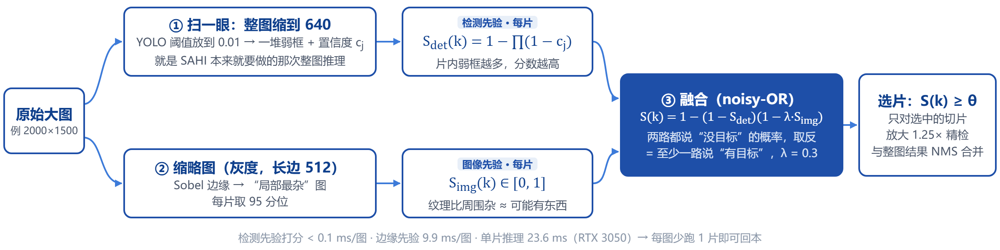 原始大图
例 2000×1500
① 扫一�：整图缩到 640
YOLO 阈值放到 0.01 → 一堆弱框 + 置信度 cⱼ
就是 SAHI 本来就要做的那次整图推理
检测先验・每片
S_det(k) = 1 − ∏(1 − cⱼ)
片内弱框越多，分数越高
② 缩略图（灰度，长边 512）
Sobel 边缘 → “局部最杂”图
每片取 95 分位
图像先验・每片
S_img(k) ∈ [0, 1]
纹理比周围杂 ≈ 可能有东西
③ 融合（noisy-OR）
S(k) = 1 − (1 − S_det)(1 − λ·S_img)
两路都说“没目标”的概率，取反
= 至少一路说“有目标”，λ = 0.3
选片：S(k) ≥ θ
只对选中的切片
放大 1.25× 精检
与整图结果 NMS 合并
检测先验打分 < 0.1 ms/图 · 边缘先验 9.9 ms/图 · 单片推理 23.6 ms（RTX 3050）→ 每图少跑 1 片即可回本